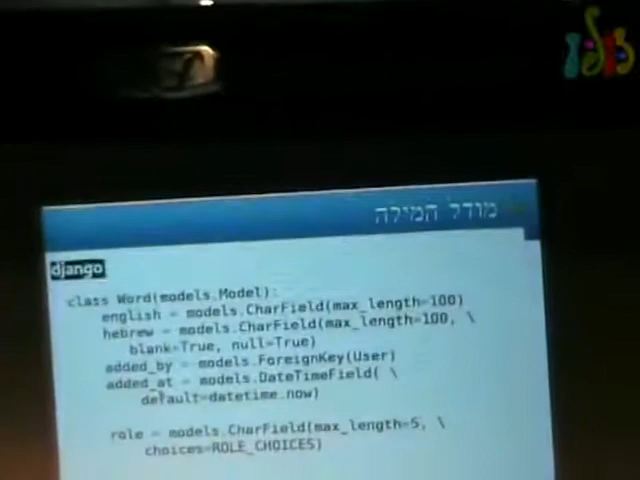 מודל המילה
django
class Word(models.Model):
english = models.CharField(max_length=100)
hebrew = models.CharField(max_length=100, \
blank=True, null=True)
added_by = models.ForeignKey(User)
added_at = models.DateTimeField( \
default=datetime.now)
role = models.CharField(max_length=5, \
choices=ROLE_CHOICES)